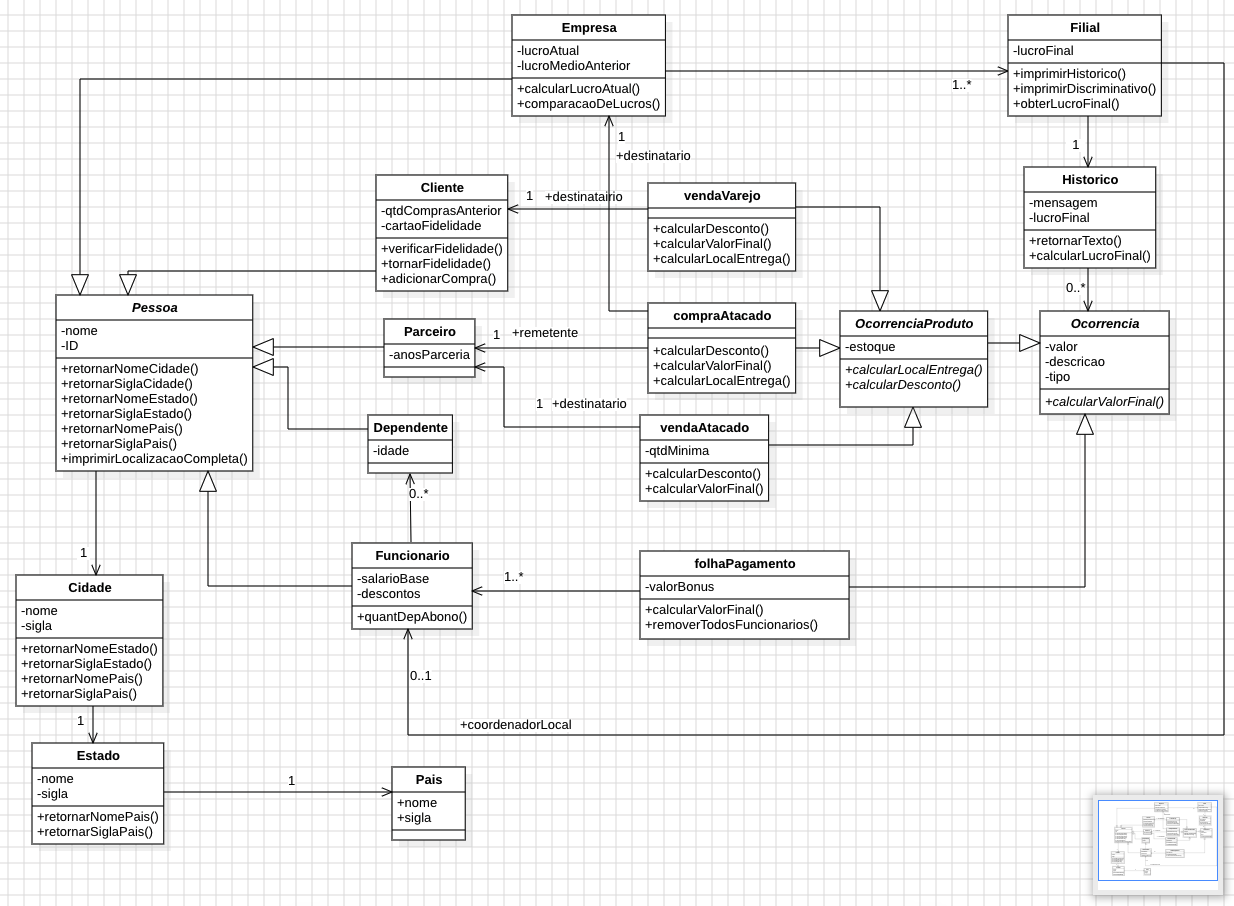 Empresa
-lucroAtual
-lucroMedioAnterior
+calcularLucroAtual()
+comparacaoDeLucros()
Filial
-lucroFinal
+imprimirHistorico()
+imprimirDiscriminativo()
+obterLucroFinal()
1..*
1
+destinatario
1
Cliente
-qtdComprasAnterior
-cartaoFidelidade
+verificarFidelidade()
+tornarFidelidade()
+adicionarCompra()
1 +destinatairio
vendaVarejo
+calcularDesconto()
+calcularValorFinal()
+calcularLocalEntrega()
Historico
-mensagem
-lucroFinal
+retornarTexto()
+calcularLucroFinal()
0..*
Pessoa
-nome
-ID
+retornarNomeCidade()
+retornarSiglaCidade()
+retornarNomeEstado()
+retornarSiglaEstado()
+retornarNomePais()
+retornarSiglaPais()
+imprimirLocalizacaoCompleta()
Parceiro
-anosParceria
1 +remetente
compraAtacado
+calcularDesconto()
+calcularValorFinal()
+calcularLocalEntrega()
OcorrenciaProduto
-estoque
+calcularLocalEntrega()
+calcularDesconto()
Ocorrencia
-valor
-descricao
-tipo
+calcularValorFinal()
1 +destinatario
Dependente
-idade
vendaAtacado
-qtdMinima
+calcularDesconto()
+calcularValorFinal()
0..*
1
Funcionario
-salarioBase
-descontos
+quantDepAbono()
1..*
folhaPagamento
-valorBonus
+calcularValorFinal()
+removerTodosFuncionarios()
Cidade
-nome
-sigla
+retornarNomeEstado()
+retornarSiglaEstado()
+retornarNomePais()
+retornarSiglaPais()
0..1
+coordenadorLocal
1
Estado
-nome
-sigla
+retornarNomePais()
+retornarSiglaPais()
1
Pais
+nome
+sigla